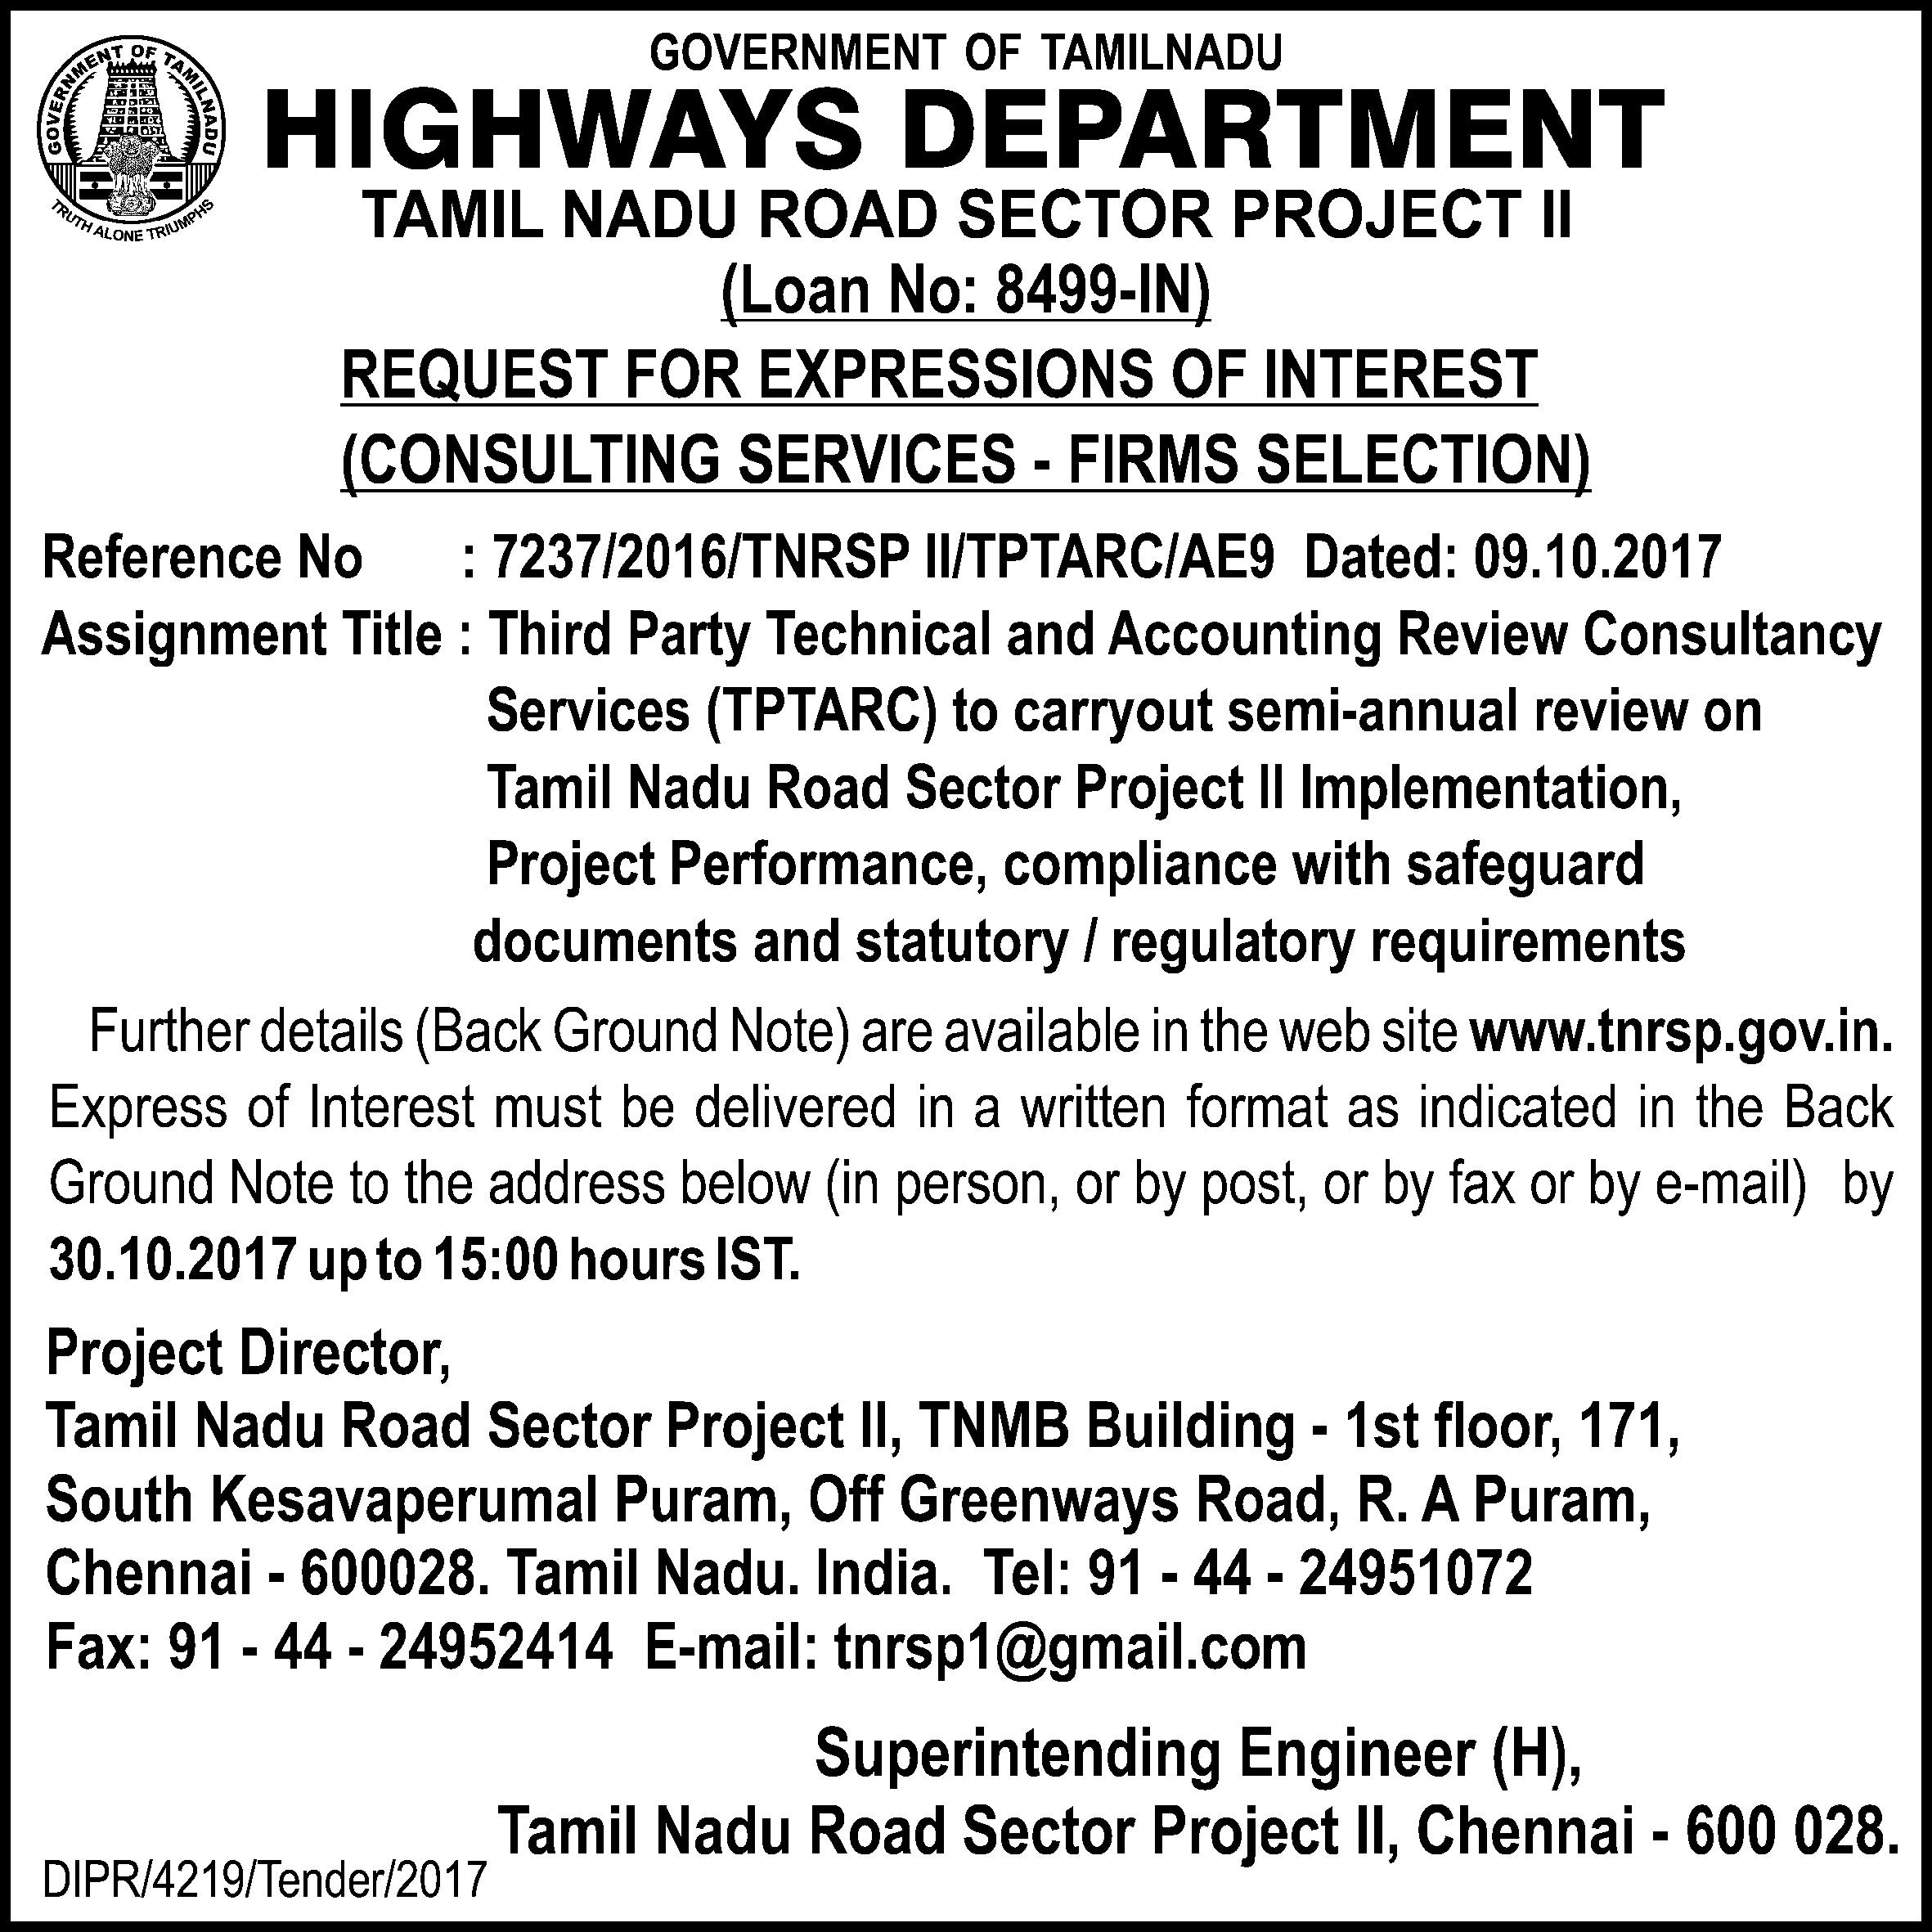 GOVERNMENT OF TAMILNADU
TRUTH ALONE TRIUMPHS
GOVERNMENT OF TAMILNADU
HIGHWAYS DEPARTMENT
TAMIL NADU ROAD SECTOR PROJECT II
(Loan No: 8499-IN)
REQUEST FOR EXPRESSIONS OF INTEREST
(CONSULTING SERVICES - FIRMS SELECTION)
Reference No : 7237/2016/TNRSP II/TPTARC/AE9 Dated: 09.10.2017
Assignment Title : Third Party Technical and Accounting Review Consultancy
Services (TPTARC) to carryout semi-annual review on
Tamil Nadu Road Sector Project II Implementation,
Project Performance, compliance with safeguard
documents and statutory / regulatory requirements
Further details (Back Ground Note) are available in the web site www.tnrsp.gov.in.
Express of Interest must be delivered in a written format as indicated in the Back
Ground Note to the address below (in person, or by post, or by fax or by e-mail) by
30.10.2017 up to 15:00 hours IST.
Project Director,
Tamil Nadu Road Sector Project II, TNMB Building - 1st floor, 171,
South Kesavaperumal Puram, Off Greenways Road, R. A Puram,
Chennai - 600028. Tamil Nadu. India. Tel: 91 - 44 - 24951072
Fax: 91 - 44 - 24952414 E-mail: tnrsp1@gmail.com
Superintending Engineer (H),
Tamil Nadu Road Sector Project II, Chennai - 600 028.
DIPR/4219/Tender/2017